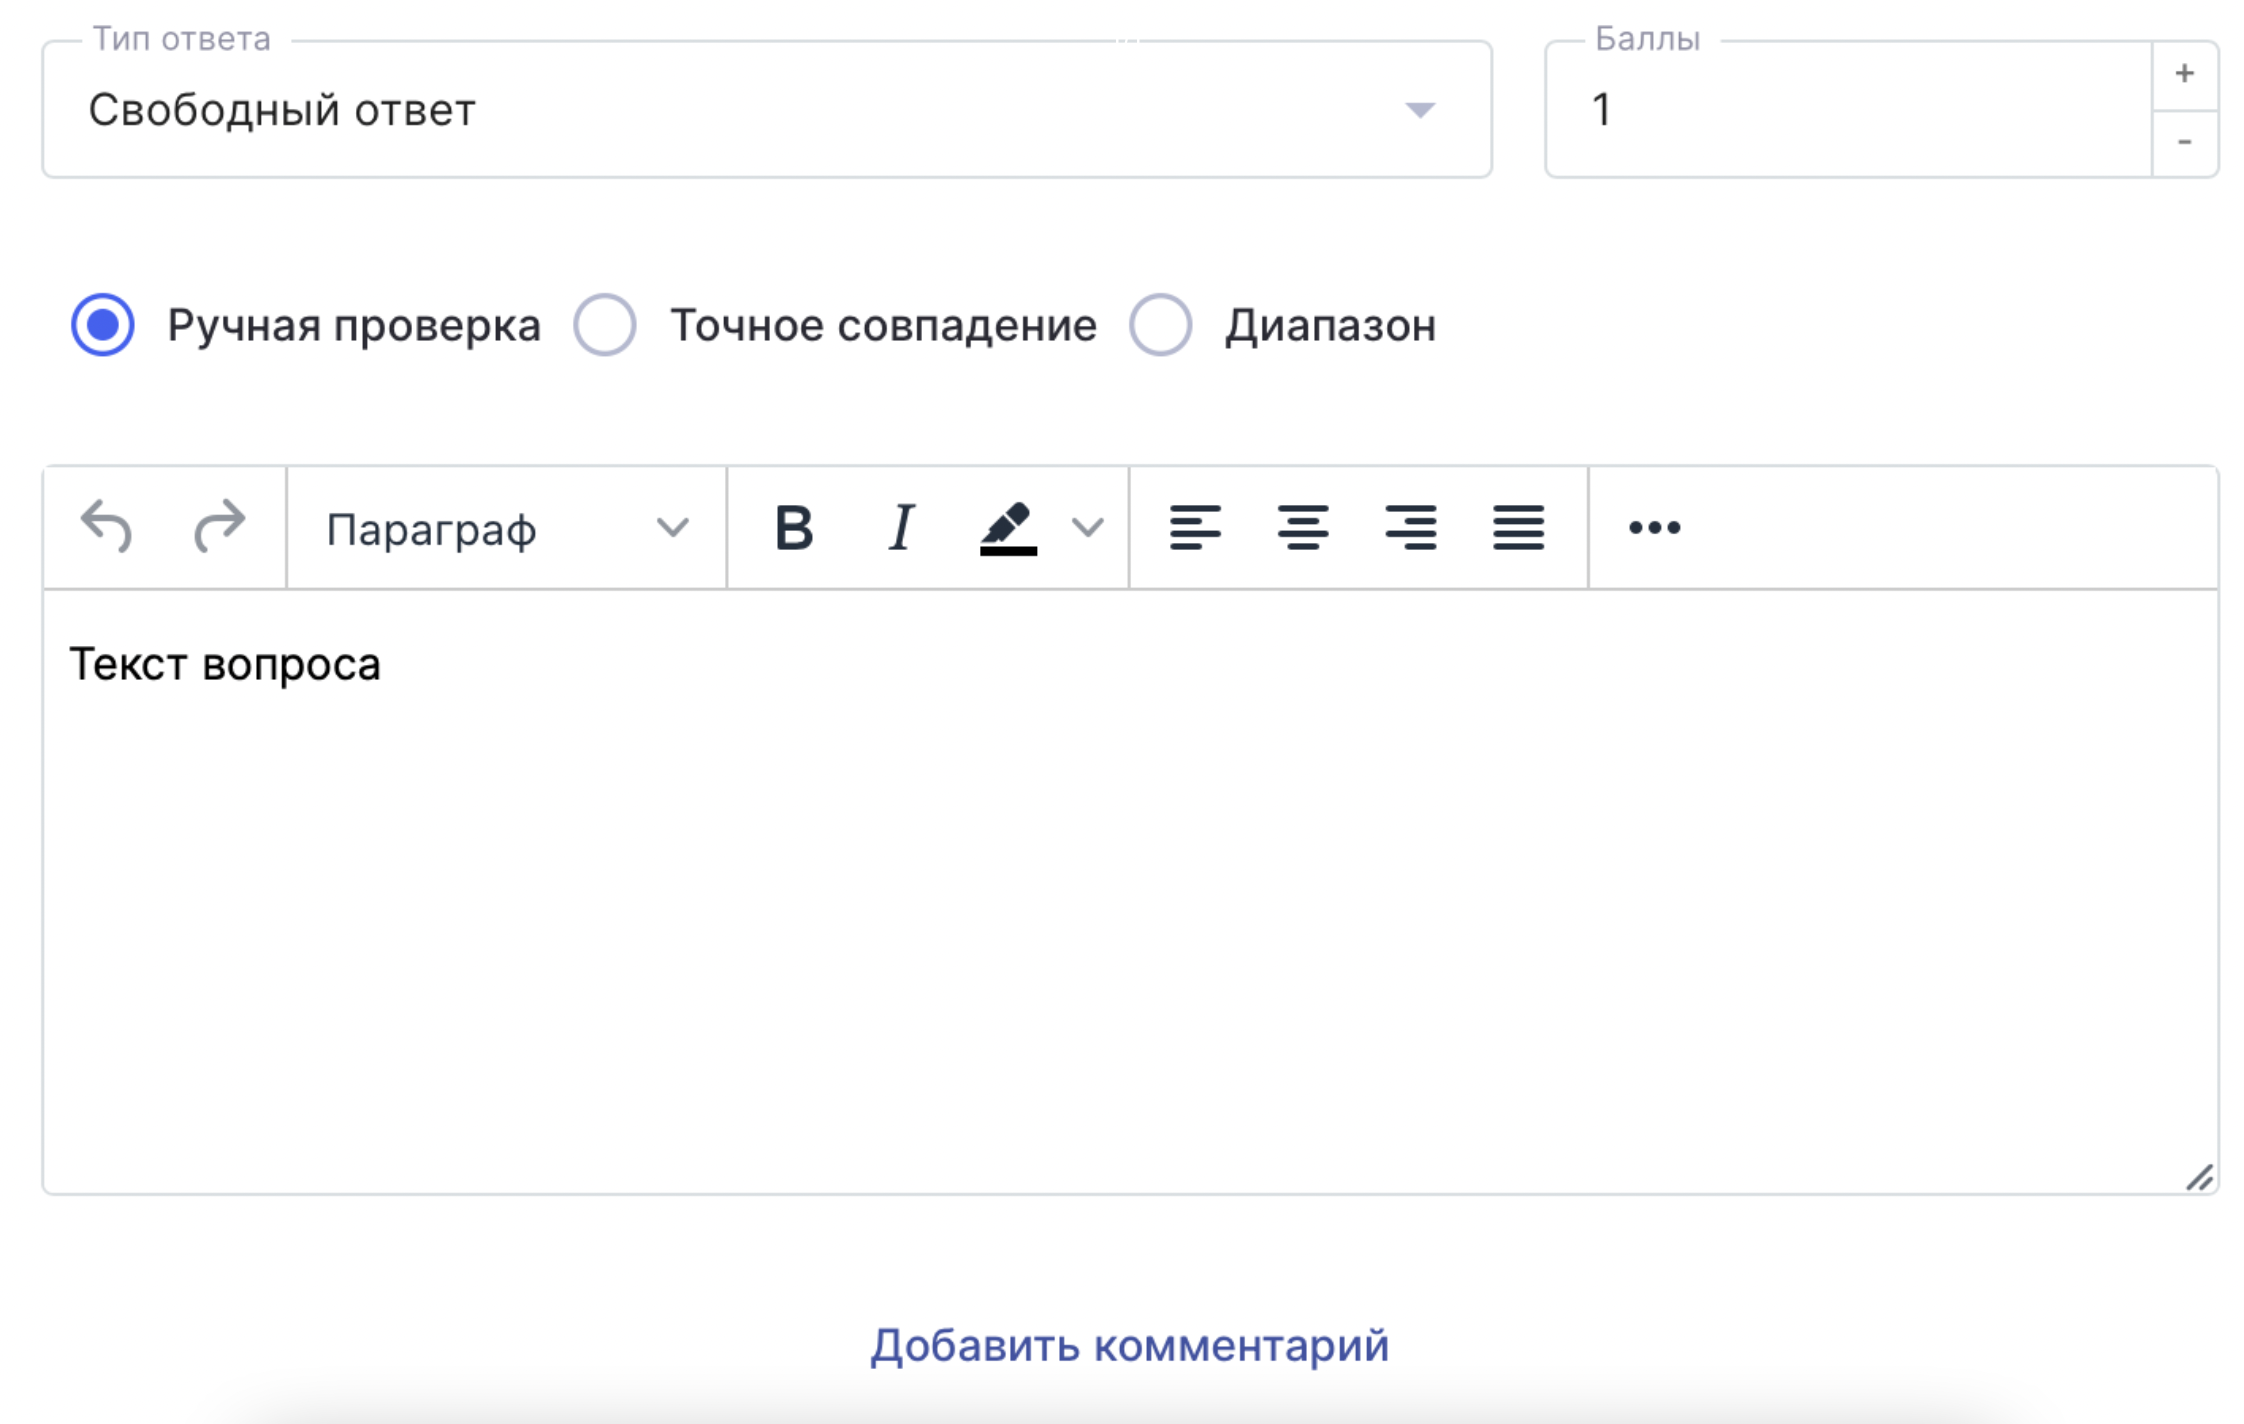 Тип ответа
Баллы
Свободный ответ
1
+
-
Ручная проверка
Точное совпадение
Диапазон
Параграф
B
I
Текст вопроса
Добавить комментарий